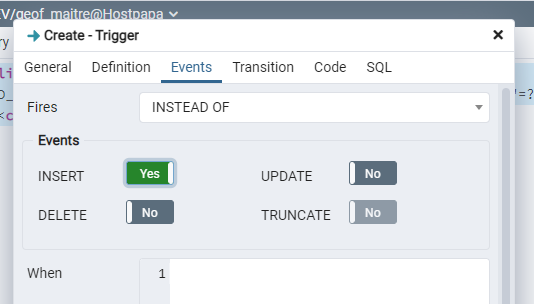 V/geof_maitre@Hostpapa
Create - Trigger
General Definition Events Transition Code SQL
Fires INSTEAD OF
Events
INSERT Yes UPDATE No
DELETE No TRUNCATE No
When 1